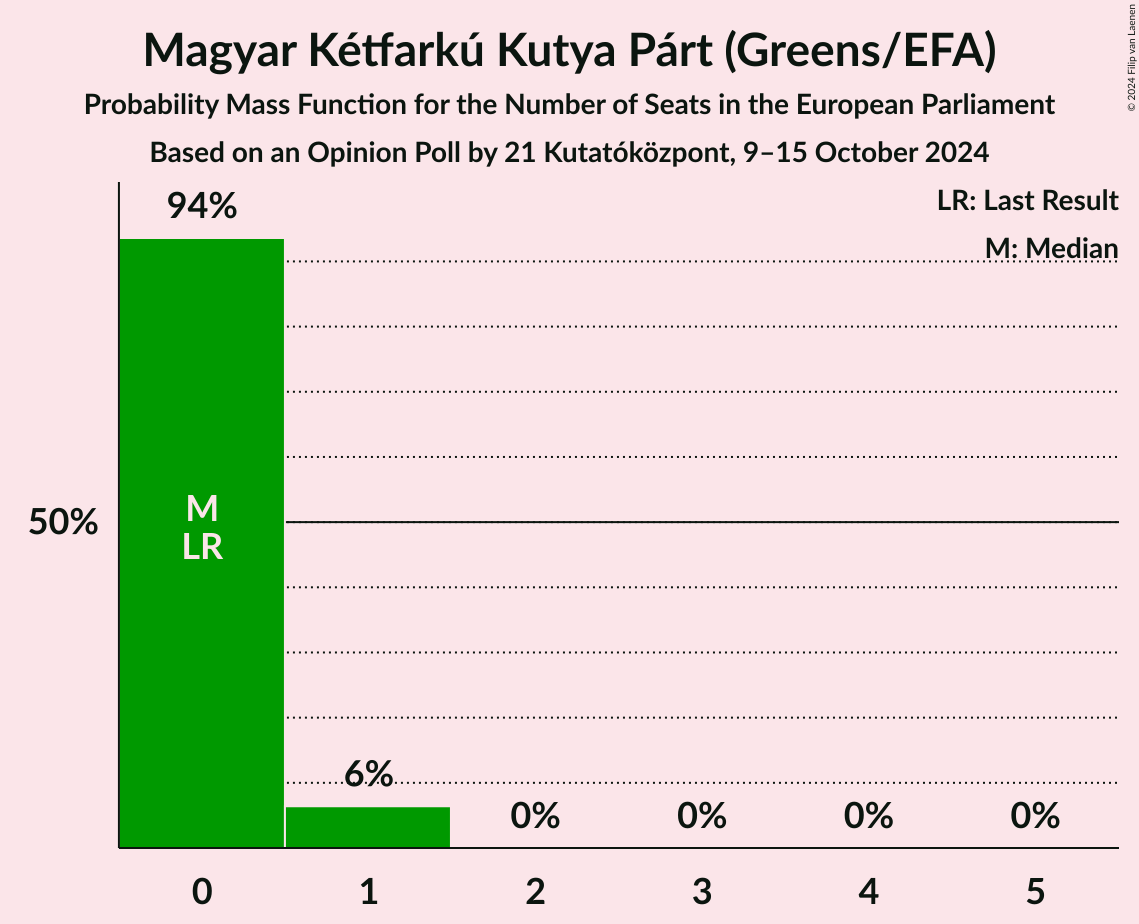 Magyar Kétfarkú Kutya Párt (Greens/EFA)
Probability Mass Function for the Number of Seats in the European Parliament
Based on an Opinion Poll by 21 Kutatóközpont, 9–15 October 2024
© 2024 Filip van Laenen
LR: Last Result
M: Median
94%
50%
M
LR
6%
0%
0%
0%
0%
0
1
2
3
4
5